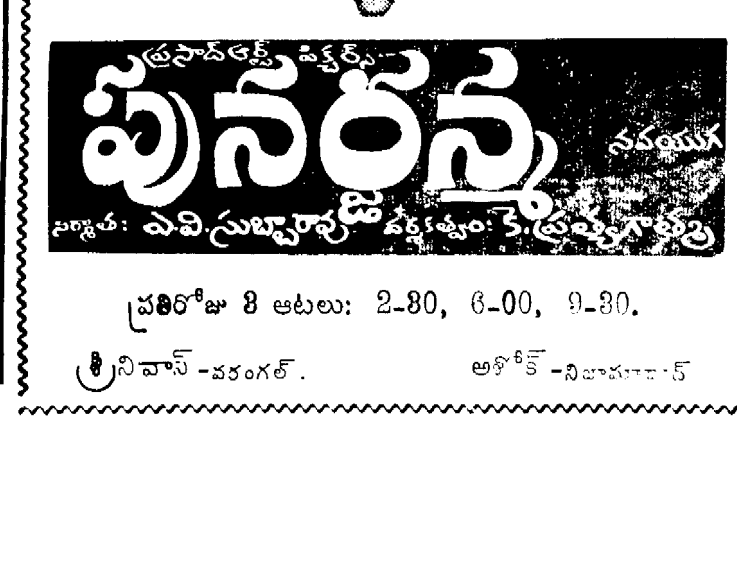 ప్రసాద్ ఆర్ట్స్ పిక్చర్స్
పునర్జన్మ
నవయుగ
నిర్మాత: ఎ.వి.సుబ్బారావు దర్శకత్వం: కె.ప్రత్యగాత్మ
ప్రతిరోజు 3 ఆటలు: 2-30, 6-00, 9-30.
శ్రీనివాస్ -వరంగల్.
అశోక్ -నిజామాబాద్